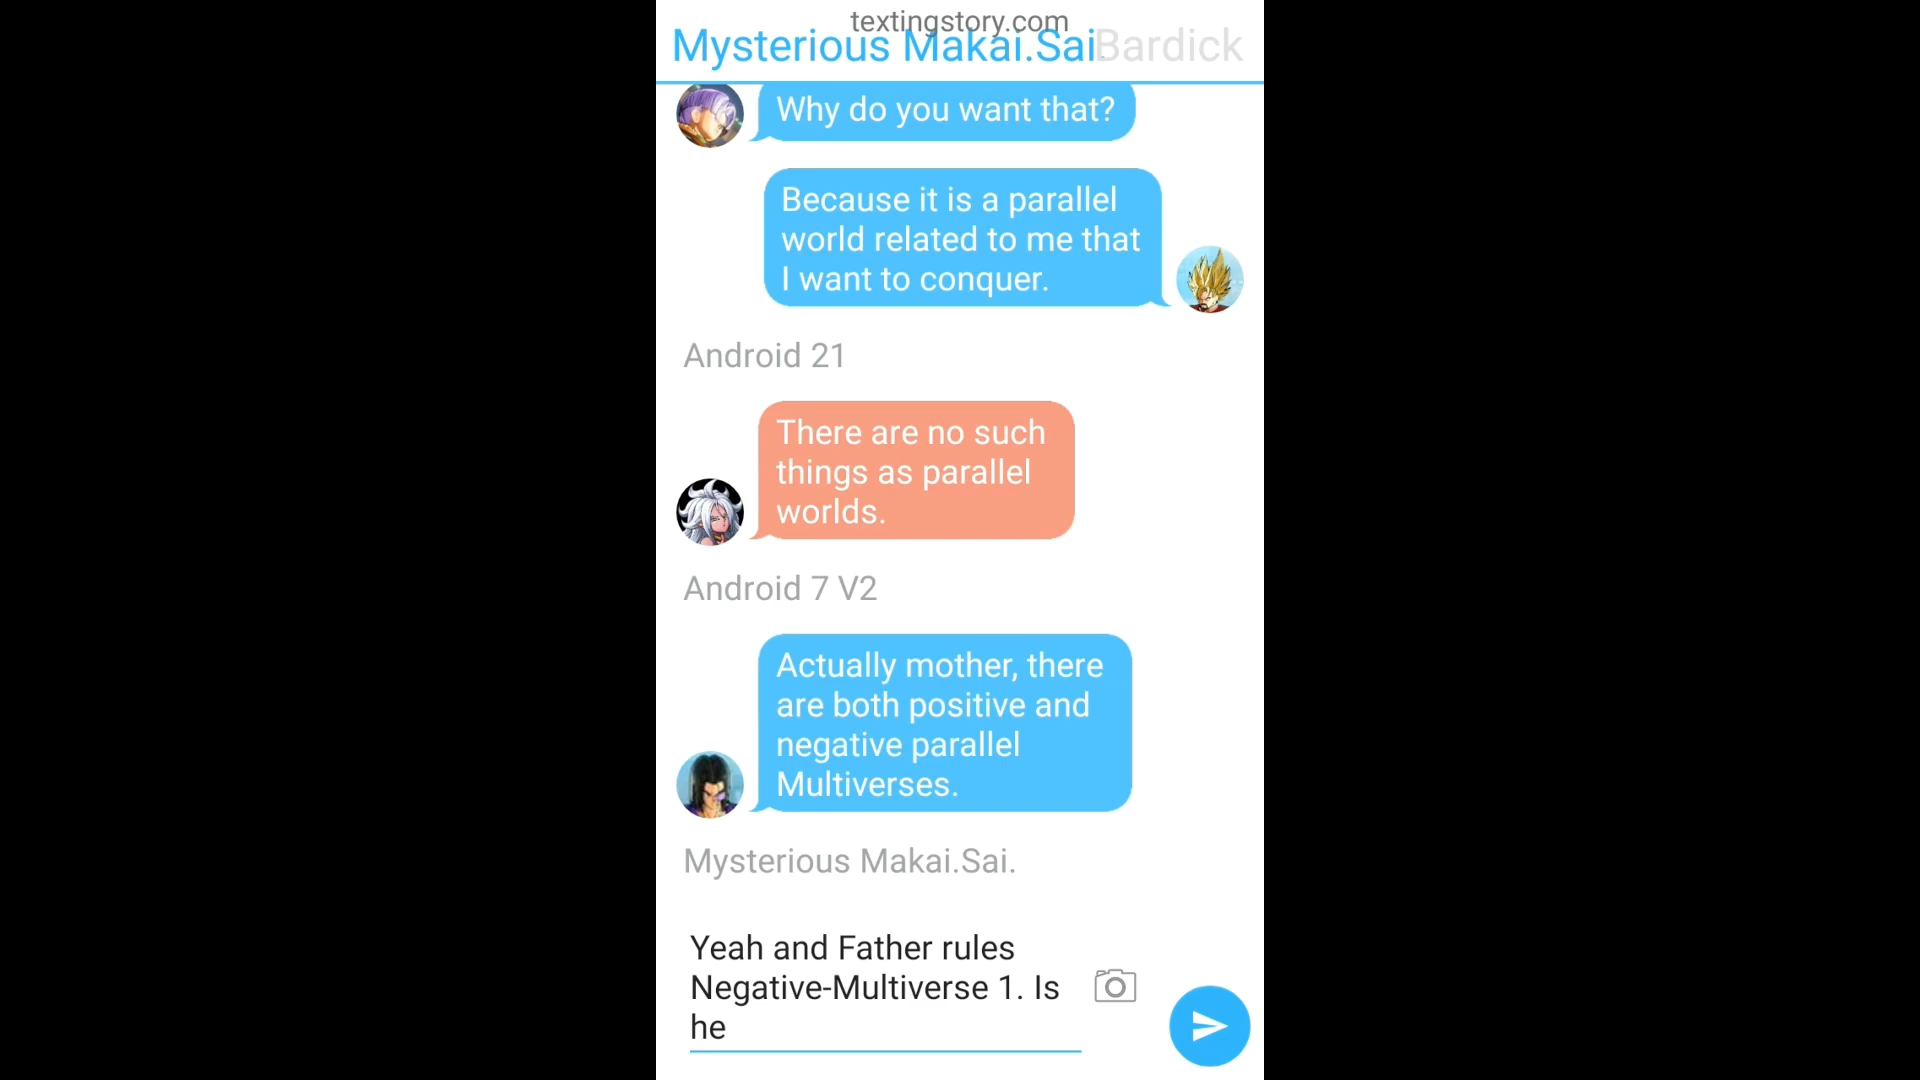 textingstory.com
Mysterious Makai.Sai.
Bardick
Why do you want that?
Because it is a parallel
world related to me that
I want to conquer.
Android 21
There are no such
things as parallel
worlds.
Android 7 V2
Actually mother, there
are both positive and
negative parallel
Multiverses.
Mysterious Makai.Sai.
Yeah and Father rules
Negative-Multiverse 1. Is
he